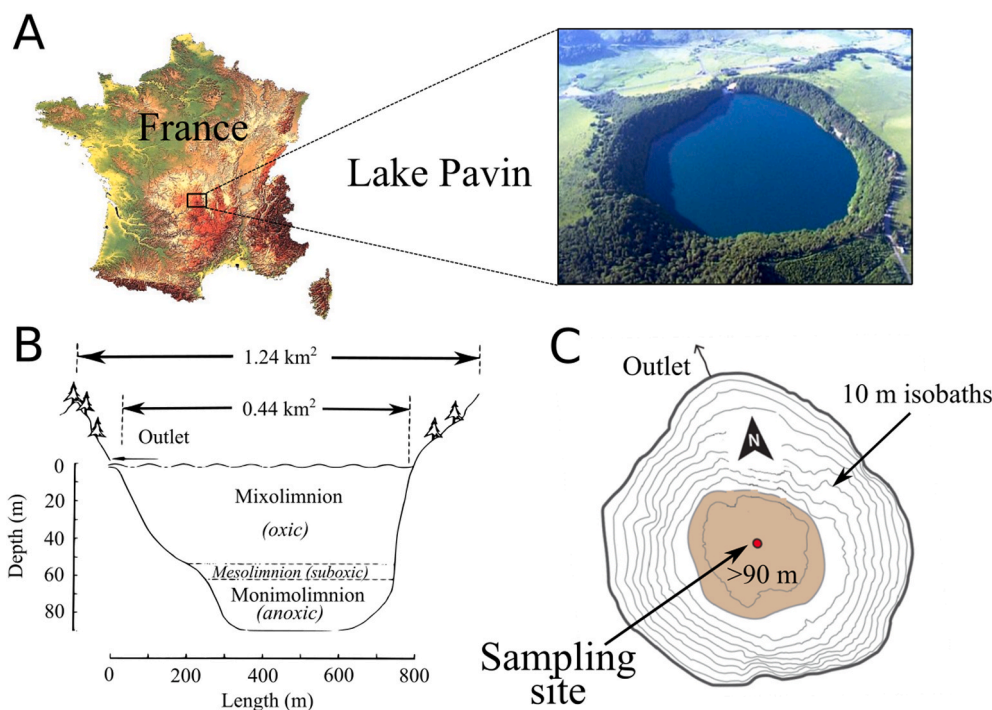 A
France
Lake Pavin
B
1.24 km²
0.44 km²
Outlet
0
20
40
60
80
Depth (m)
Mixolimnion
(oxic)
Mesolimnion (suboxic)
Monimolimnion
(anoxic)
0 200 400 600 800
Length (m)
C
Outlet
10 m isobaths
N
>90 m
Sampling
site